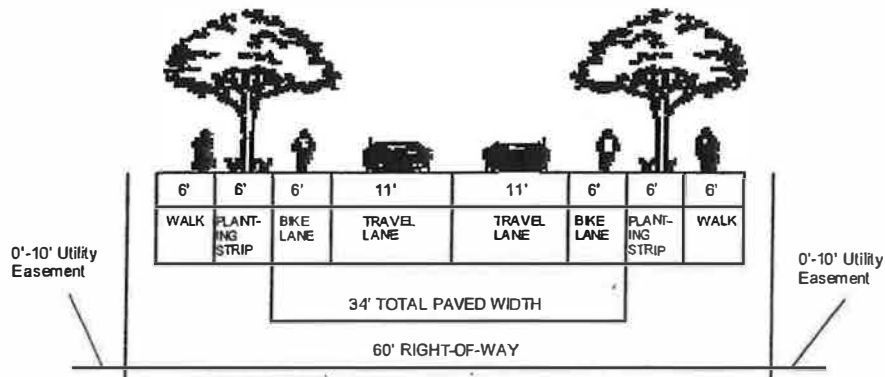 6' 6' 6' 11' 11' 6' 6' 6'
WALK PLANT-
ING
STRIP BIKE
LANE TRAVEL
LANE TRAVEL
LANE BIKE
LANE PLANT-
ING
STRIP WALK
0'-10' Utility
Easement
0'-10' Utility
Easement
34' TOTAL PAVED WIDTH
60' RIGHT-OF-WAY